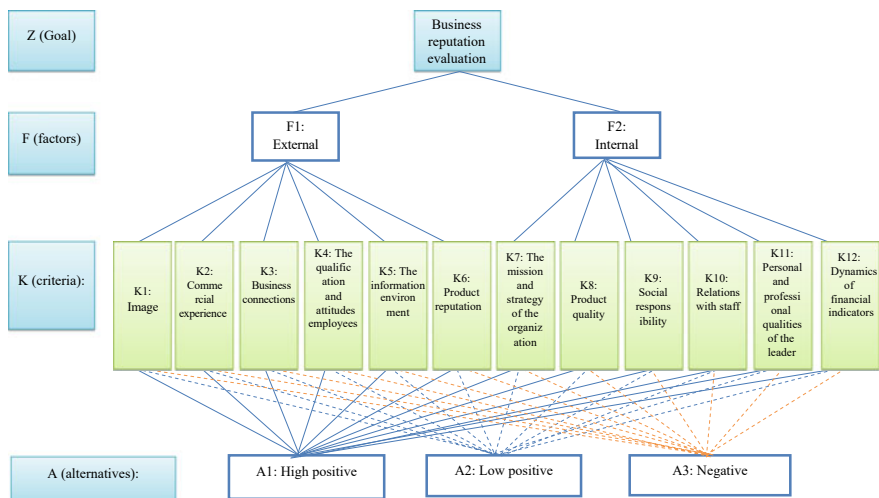 Z (Goal)
Business
reputation
evaluation
F (factors)
F1:
External
F2:
Internal
K (criteria):
K1:
Image
K2:
Comme
rcial
experience
K3:
Business
connections
K4: The
qualific
ation
and
attitudes
employees
K5: The
information
environ
ment
K6:
Product
reputation
K7: The
mission
and
strategy
of the
organiz
ation
K8:
Product
quality
K9:
Social
respons
ibility
K10:
Relations
with staff
K11:
Personal
and
professi
onal
qualities
of the
leader
K12:
Dynamics
of
financial
indicators
A (alternatives):
A1: High positive
A2: Low positive
A3: Negative